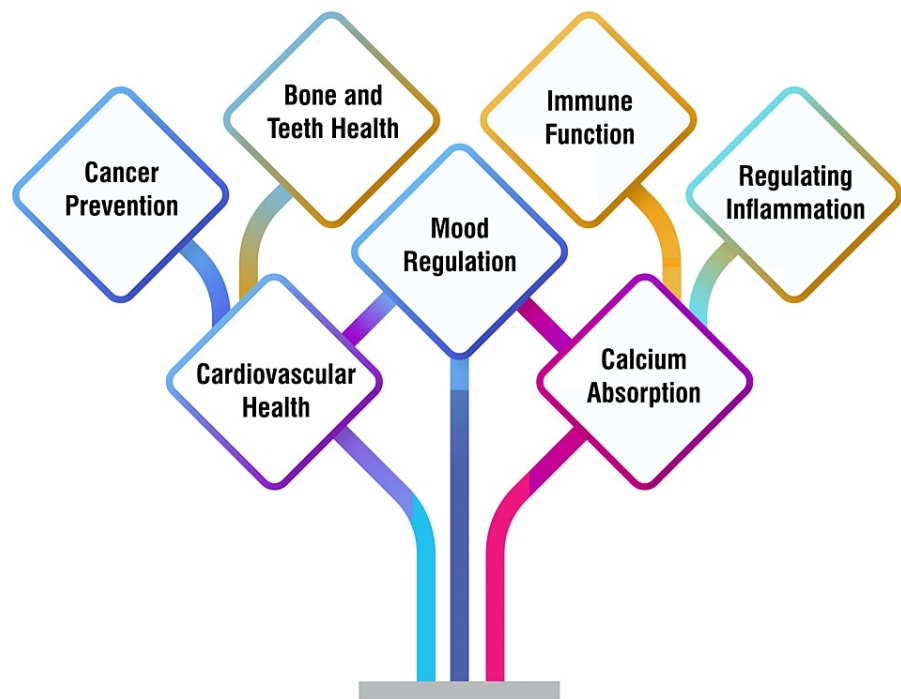 Bone and
Teeth Health
Immune
Function
Cancer
Prevention
Mood
Regulation
Regulating
Inflammation
Cardiovascular
Health
Calcium
Absorption